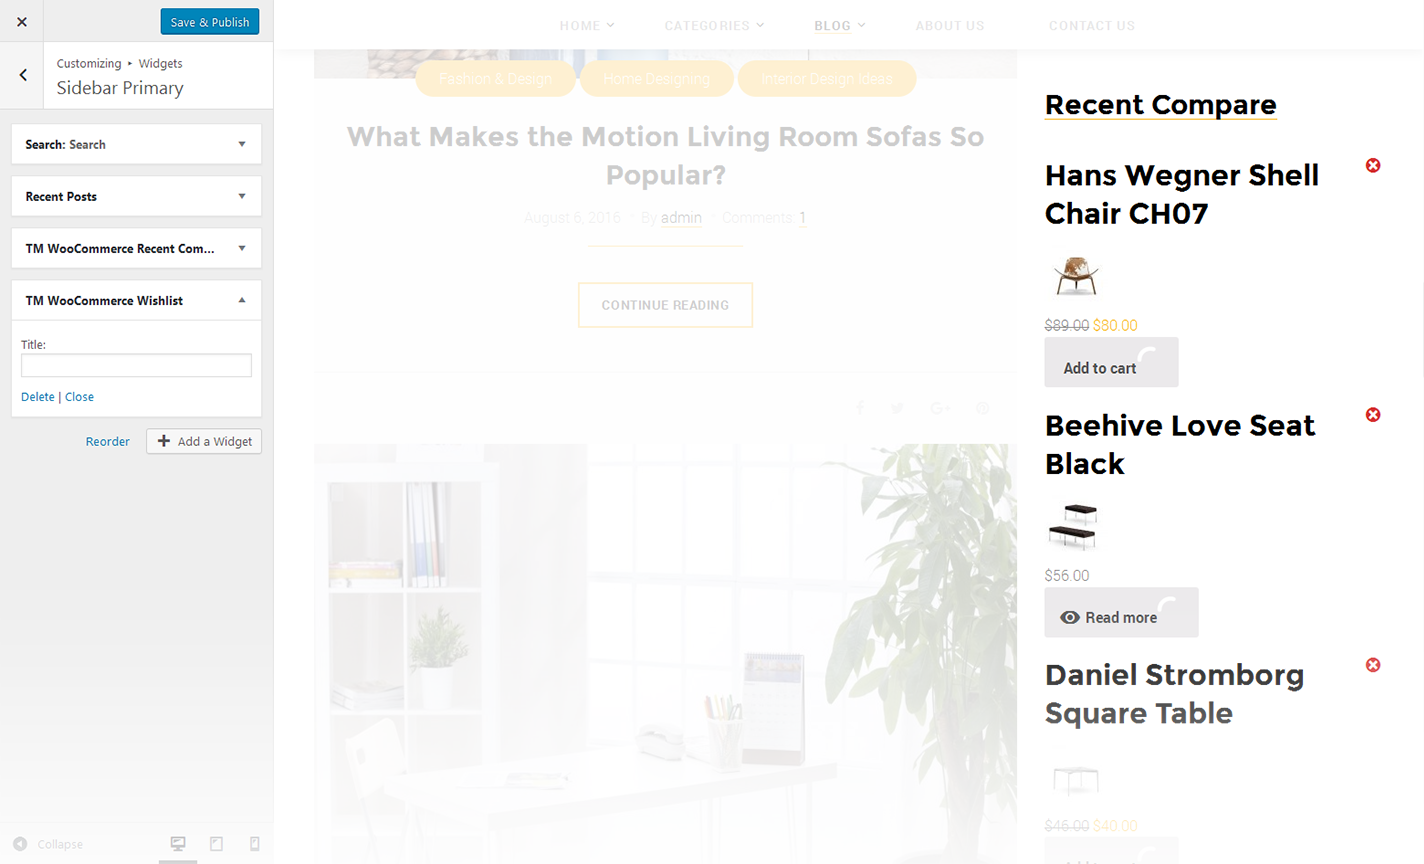 Save & Publish
Customizing ▸ Widgets
Sidebar Primary
Search: Search
Recent Posts
TM WooCommerce Recent Com...
TM WooCommerce Wishlist
Title:
Delete | Close
Reorder
Add a Widget
Collapse
HOME
CATEGORIES
BLOG
ABOUT US
CONTACT US
Fashion & Design
Home Designing
Interior Design Ideas
What Makes the Motion Living Room Sofas So
Popular?
August 6, 2016
By admin
Comments 1
CONTINUE READING
Recent Compare
Hans Wegner Shell
Chair CH07
$89.00 $80.00
Add to cart
Beehive Love Seat
Black
$56.00
Read more
Daniel Stromborg
Square Table
$46.00 $40.00
Add to cart